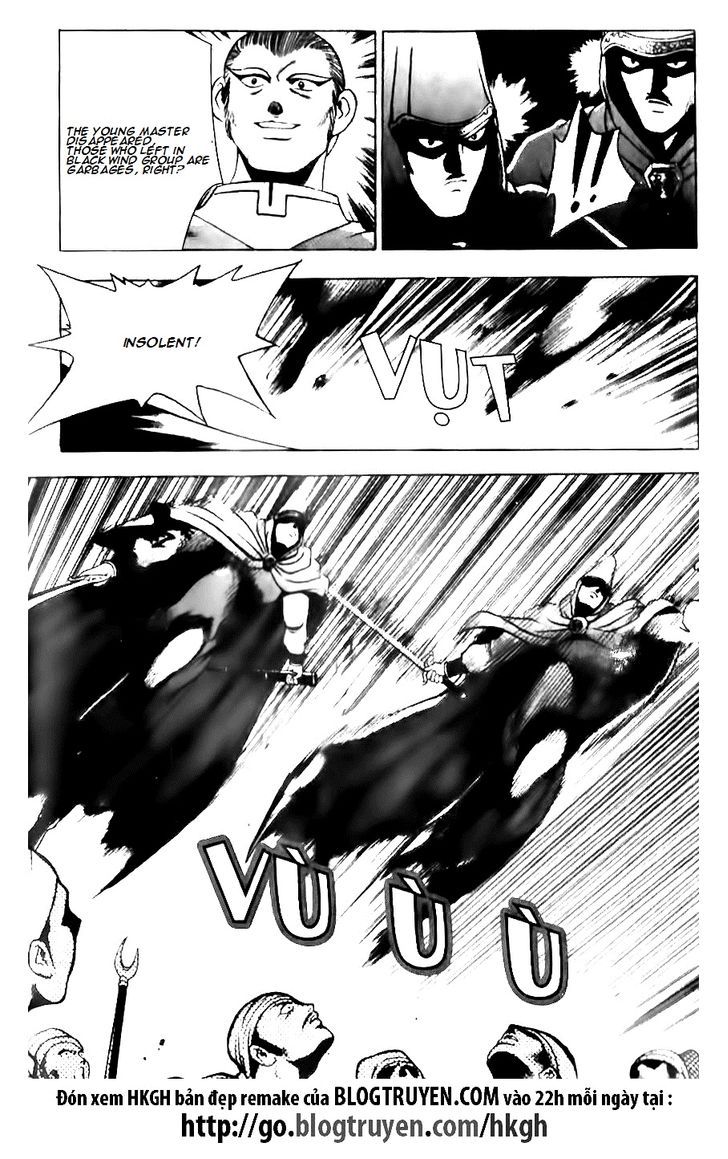 THE YOUNG MASTER
DISAPPEARED,
THOSE WHO LEFT IN
BLACK WIND GROUP ARE
GARBAGES, RIGHT?
!!
INSOLENT!
VỤT
VÙ Ù Ù
Đón xem HKGH bản đẹp remake của BLOGTRUYEN.COM vào 22h mỗi ngày tại :
http://go.blogtruyen.com/hkgh